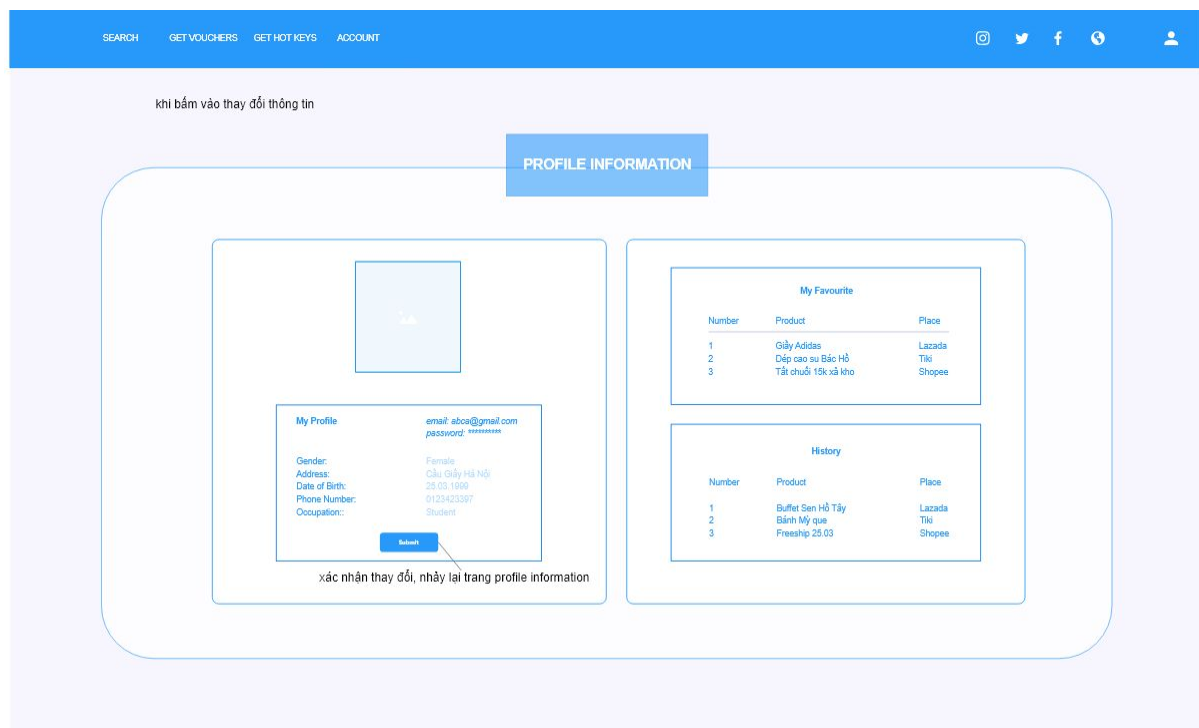 SEARCH GET VOUCHERS GET HOT KEYS ACCOUNT
khi bấm vào thay đổi thông tin
PROFILE INFORMATION
My Profile
email: abca@gmail.com
password: **********
Gender: Female
Address: Cầu Giấy Hà Nội
Date of Birth: 25.03.1999
Phone Number: 0123423397
Occupation:: Student
Submit
xác nhận thay đổi, nhảy lại trang profile information
My Favourite
Number Product Place
1 Giầy Adidas Lazada
2 Dép cao su Bác Hồ Tiki
3 Tất chuối 15k xả kho Shopee
History
Number Product Place
1 Buffet Sen Hồ Tây Lazada
2 Bánh Mỳ que Tiki
3 Freeship 25.03 Shopee